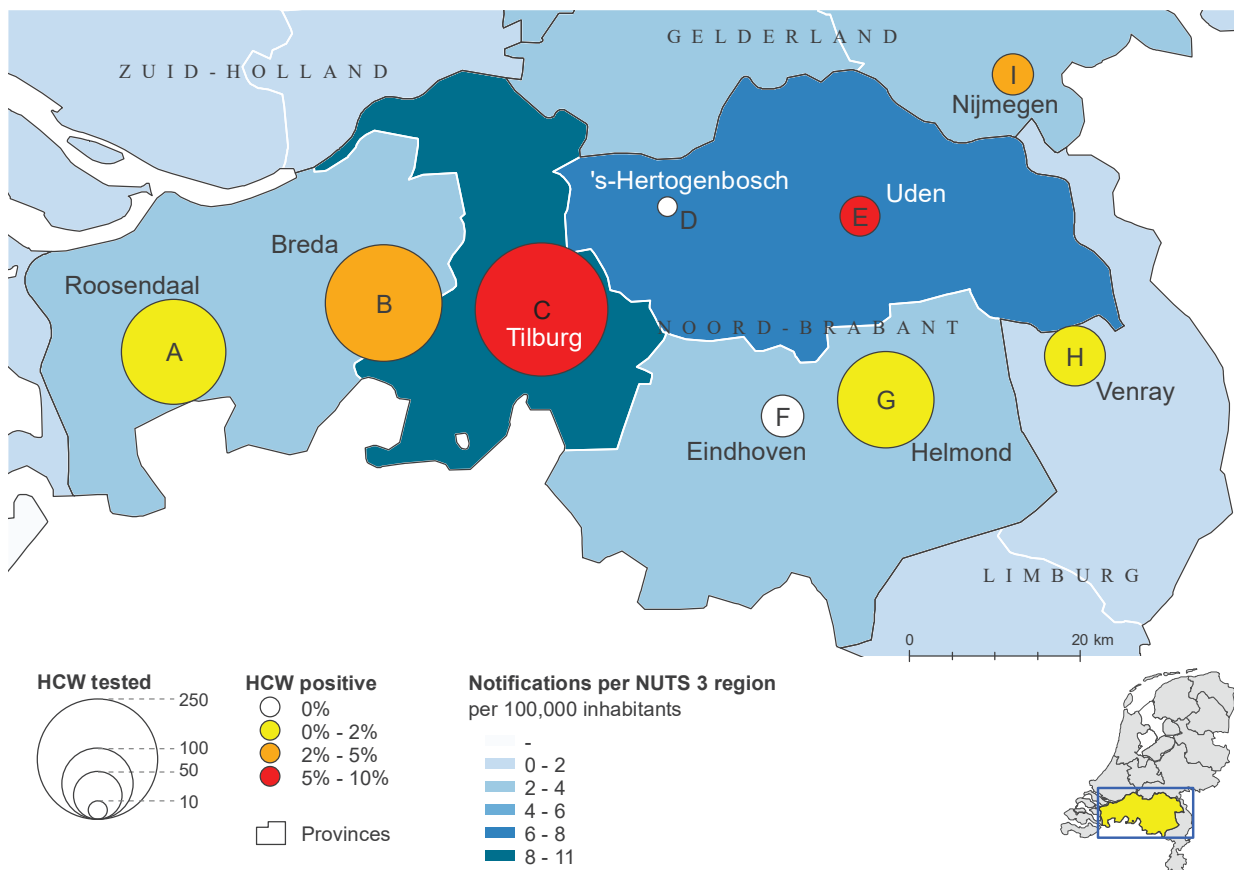 GELDERLAND
ZUID-HOLLAND
I
Nijmegen
's-Hertogenbosch
D
Uden
E
Breda
Roosendaal
B
C
Tilburg
NOORD-BRABANT
A
H
Venray
G
F
Eindhoven
Helmond
LIMBURG
0 20 km
HCW tested
250
100
50
10
HCW positive
0%
0% - 2%
2% - 5%
5% - 10%
Provinces
Notifications per NUTS 3 region
per 100,000 inhabitants
-
0 - 2
2 - 4
4 - 6
6 - 8
8 - 11